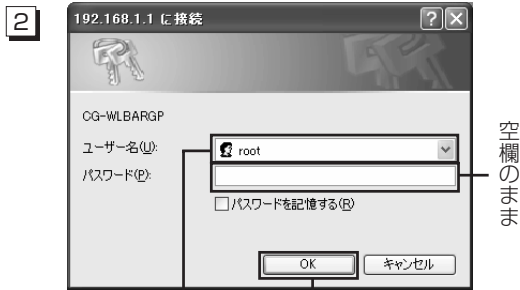 2
192.168.1.1 に接続
CG-WLBARGP
ユーザー名(U):
root
パスワード(P):
パスワードを記憶する(R)
OK
キャンセル
空欄のまま